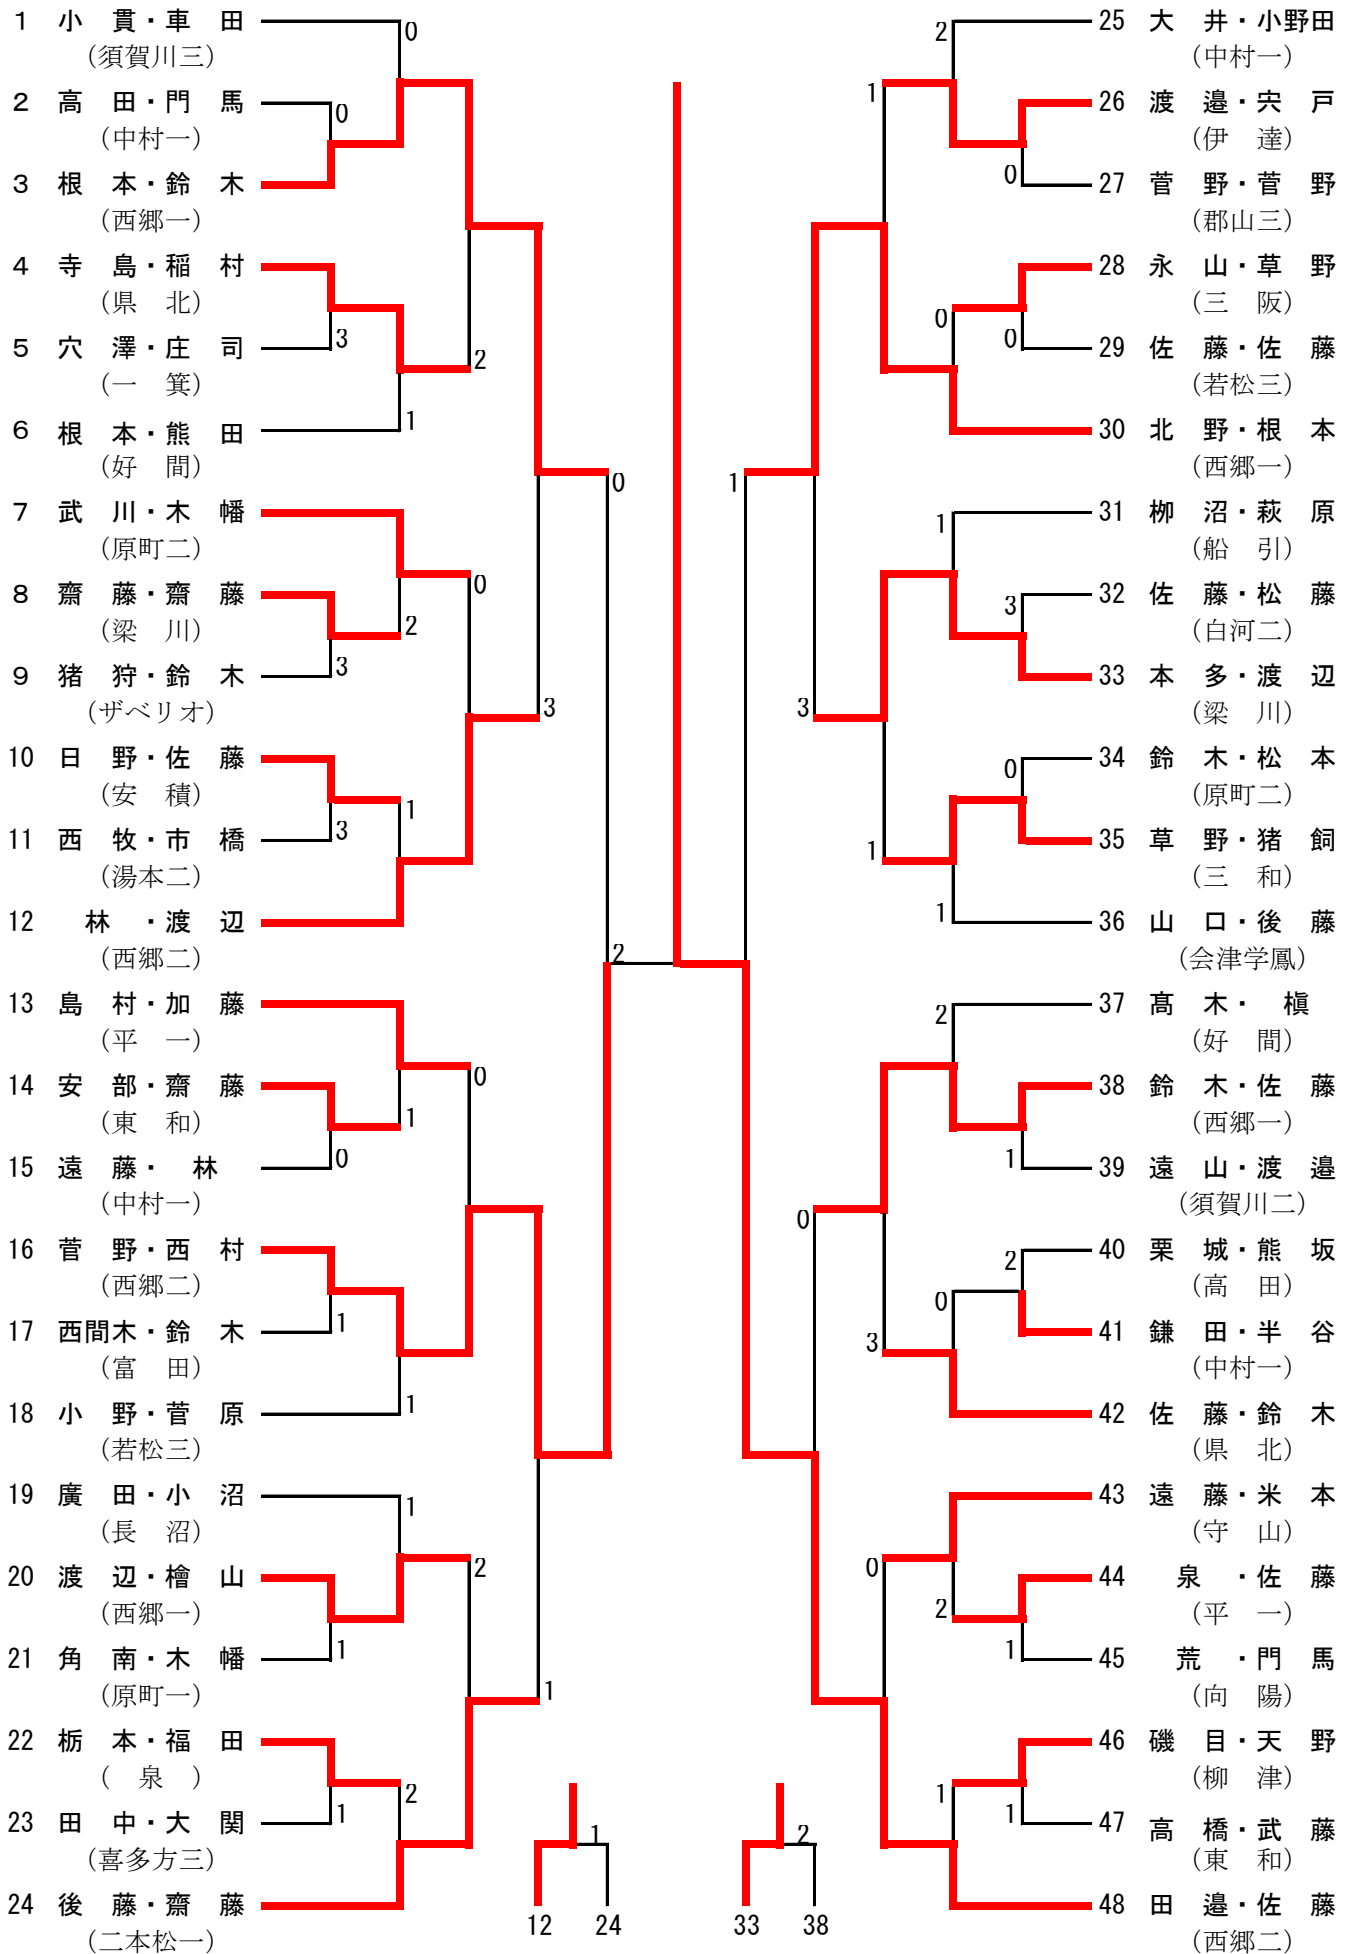 1 小 貫・車 田
（須賀川三）
0
2 高 田・門 馬
（中村一）
0
3 根 本・鈴 木
（西郷一）
4 寺 島・稲 村
（県 北）
5 穴 澤・庄 司
（一 箕）
3
2
6 根 本・熊 田
（好 間）
1
0
7 武 川・木 幡
（原町二）
0
8 齋 藤・齋 藤
（梁 川）
2
9 猪 狩・鈴 木
（ザベリオ）
3
3
10 日 野・佐 藤
（安 積）
1
11 西 牧・市 橋
（湯本二）
3
12 林 ・渡 辺
（西郷二）
2
13 島 村・加 藤
（平 一）
0
14 安 部・齋 藤
（東 和）
1
15 遠 藤・ 林
（中村一）
0
16 菅 野・西 村
（西郷二）
17 西間木・鈴 木
（富 田）
1
18 小 野・菅 原
（若松三）
1
19 廣 田・小 沼
（長 沼）
1
20 渡 辺・檜 山
（西郷一）
2
21 角 南・木 幡
（原町一）
1
1
22 栃 本・福 田
（ 泉 ）
2
23 田 中・大 関
（喜多方三）
1
24 後 藤・齋 藤
（二本松一）
1
12 24
2
33 38
25 大 井・小野田
（中村一）
2
1
26 渡 邉・宍 戸
（伊 達）
27 菅 野・菅 野
（郡山三）
0
28 永 山・草 野
（三 阪）
0
29 佐 藤・佐 藤
（若松三）
0
30 北 野・根 本
（西郷一）
1
31 栁 沼・萩 原
（船 引）
1
32 佐 藤・松 藤
（白河二）
3
33 本 多・渡 辺
（梁 川）
3
34 鈴 木・松 本
（原町二）
0
35 草 野・猪 飼
（三 和）
1
36 山 口・後 藤
（会津学鳳）
1
37 髙 木・ 槇
（好 間）
2
38 鈴 木・佐 藤
（西郷一）
39 遠 山・渡 邉
（須賀川二）
1
0
40 栗 城・熊 坂
（高 田）
2
0
41 鎌 田・半 谷
（中村一）
3
42 佐 藤・鈴 木
（県 北）
43 遠 藤・米 本
（守 山）
0
44 泉 ・佐 藤
（平 一）
2
45 荒 ・門 馬
（向 陽）
1
46 磯 目・天 野
（柳 津）
1
47 高 橋・武 藤
（東 和）
1
48 田 邉・佐 藤
（西郷二）